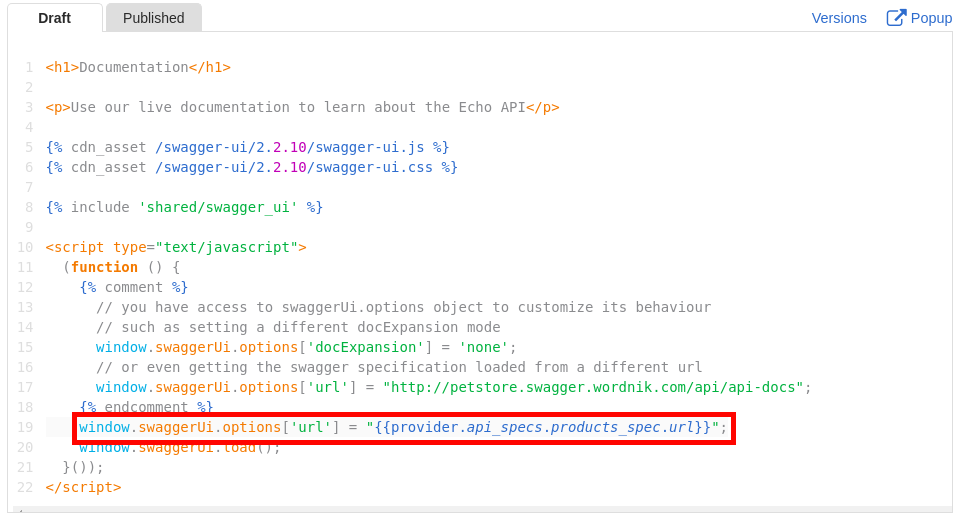 Draft Published Versions Popup
1 <h1>Documentation</h1>
2
3 <p>Use our live documentation to learn about the Echo API</p>
4
5 {% cdn_asset /swagger-ui/2.2.10/swagger-ui.js %}
6 {% cdn_asset /swagger-ui/2.2.10/swagger-ui.css %}
7
8 {% include 'shared/swagger_ui' %}
9
10 <script type="text/javascript">
11 (function () {
12 {% comment %}
13 // you have access to swaggerUi.options object to customize its behaviour
14 // such as setting a different docExpansion mode
15 window.swaggerUi.options['docExpansion'] = 'none';
16 // or even getting the swagger specification loaded from a different url
17 window.swaggerUi.options['url'] = "http://petstore.swagger.wordnik.com/api/api-docs";
18 {% endcomment %}
19 window.swaggerUi.options['url'] = "{{provider.api_specs.products_spec.url}}";
20 window.swaggerUi.load();
21 }());
22 </script>